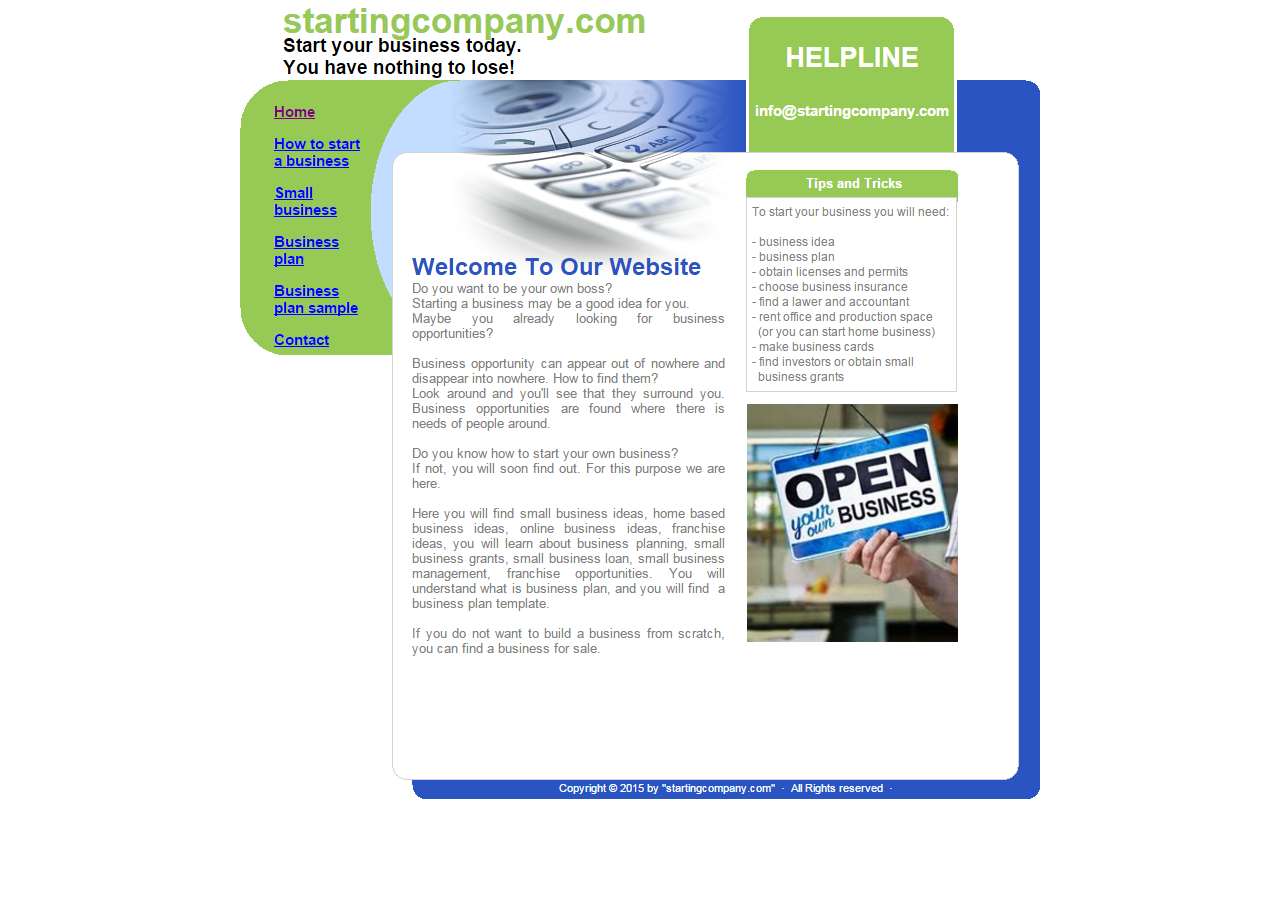 startingcompany.com
Start your business today.
You have nothing to lose!
HELPLINE
info@startingcompany.com
Home
How to start
a business
Small
business
Business
plan
Business
plan sample
Contact
2 ABC
1
4
5
Welcome To Our Website
Do you want to be your own boss?
Starting a business may be a good idea for you.
Maybe you already looking for business
opportunities?
Business opportunity can appear out of nowhere and
disappear into nowhere. How to find them?
Look around and you'll see that they surround you.
Business opportunities are found where there is
needs of people around.
Do you know how to start your own business?
If not, you will soon find out. For this purpose we are
here.
Here you will find small business ideas, home based
business ideas, online business ideas, franchise
ideas, you will learn about business planning, small
business grants, small business loan, small business
management, franchise opportunities. You will
understand what is business plan, and you will find a
business plan template.
If you do not want to build a business from scratch,
you can find a business for sale.
Tips and Tricks
To start your business you will need:
- business idea
- business plan
- obtain licenses and permits
- choose business insurance
- find a lawer and accountant
- rent office and production space
(or you can start home business)
- make business cards
- find investors or obtain small
business grants
OPEN
your own BUSINESS
Copyright © 2015 by "startingcompany.com" · All Rights reserved ·